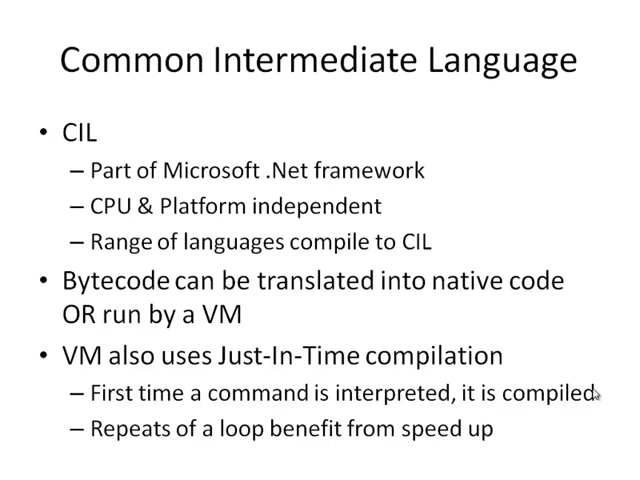 Common Intermediate Language
• CIL
– Part of Microsoft .Net framework
– CPU & Platform independent
– Range of languages compile to CIL
• Bytecode can be translated into native code
OR run by a VM
• VM also uses Just-In-Time compilation
– First time a command is interpreted, it is compiled
– Repeats of a loop benefit from speed up